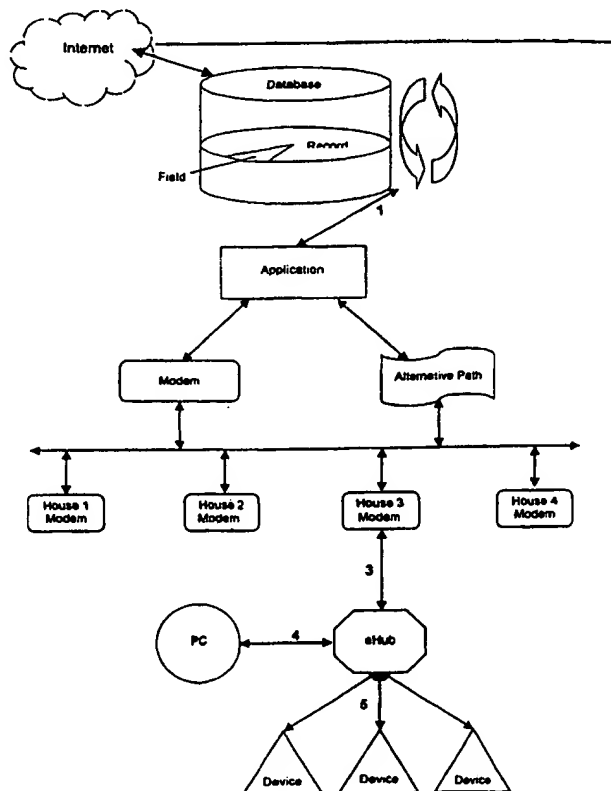 Internet
Database
Record
Field
1
Application
Modem
Alternative Path
House 1
Modem
House 2
Modem
House 3
Modem
House 4
Modem
3
PC
4
eHub
5
Device
Device
Device